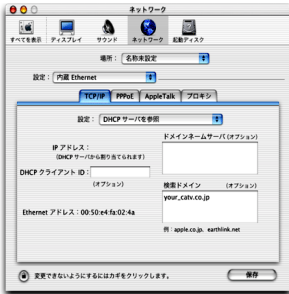 ネットワーク
すべてを表示 ディスプレイ サウンド ネットワーク 起動ディスク
場所： 名称未設定
設定： 内蔵 Ethernet
TCP/IP PPPoE AppleTalk プロキシ
設定： DHCP サーバを参照
ドメインネームサーバ (オプション)
IP アドレス：
(DHCP サーバから割り当てられます)
DHCP クライアント ID：
(オプション)
検索ドメイン (オプション)
your_catv.co.jp
Ethernet アドレス：00:50:e4:fa:02:4a
例：apple.co.jp、earthlink.net
変更できないようにするにはカギをクリックします。
保存